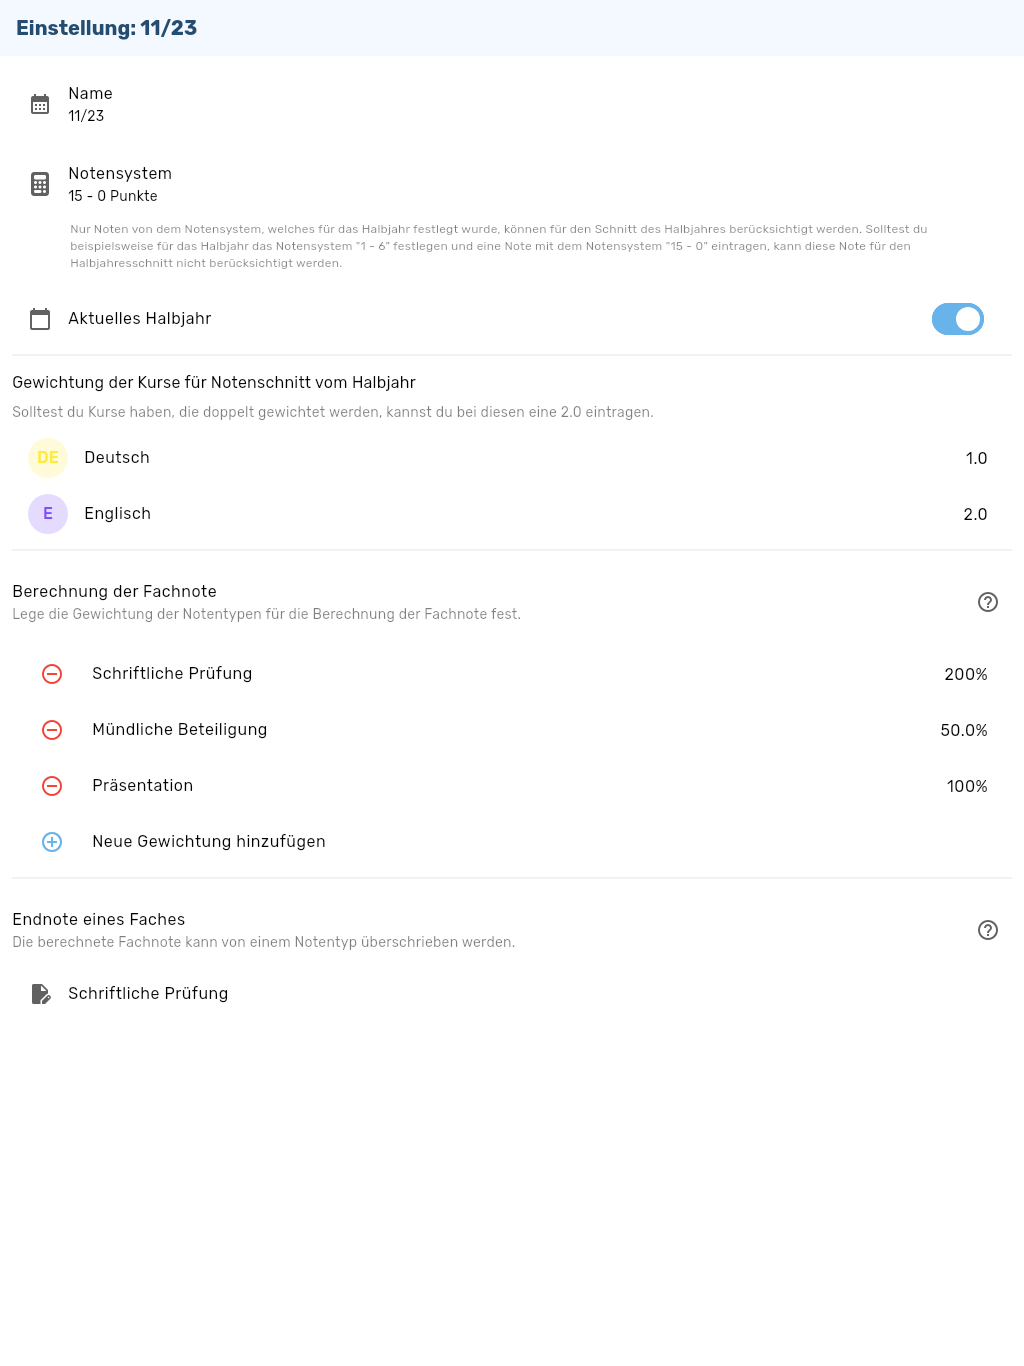 Einstellung: 11/23
Name
11/23
Notensystem
15 - 0 Punkte
Nur Noten von dem Notensystem, welches für das Halbjahr festlegt wurde, können für den Schnitt des Halbjahres berücksichtigt werden. Solltest du
beispielsweise für das Halbjahr das Notensystem "1 - 6" festlegen und eine Note mit dem Notensystem "15 - 0" eintragen, kann diese Note für den
Halbjahresschnitt nicht berücksichtigt werden.
Aktuelles Halbjahr
Gewichtung der Kurse für Notenschnitt vom Halbjahr
Solltest du Kurse haben, die doppelt gewichtet werden, kannst du bei diesen eine 2.0 eintragen.
DE Deutsch 1.0
E Englisch 2.0
Berechnung der Fachnote
Lege die Gewichtung der Notentypen für die Berechnung der Fachnote fest.
Schriftliche Prüfung 200%
Mündliche Beteiligung 50.0%
Präsentation 100%
Neue Gewichtung hinzufügen
Endnote eines Faches
Die berechnete Fachnote kann von einem Notentyp überschrieben werden.
Schriftliche Prüfung